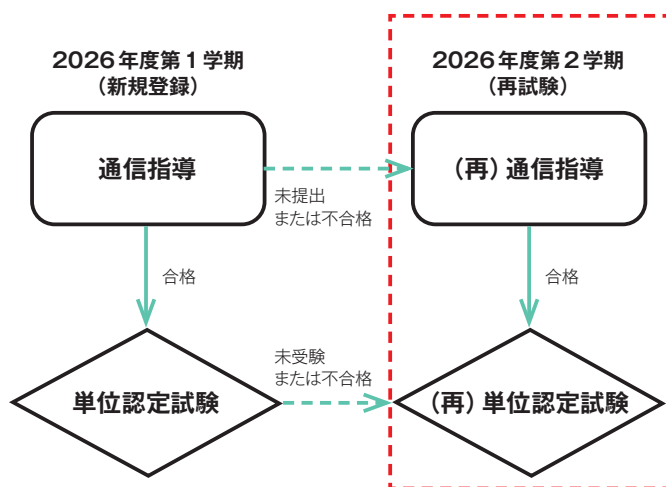 2026年度第1学期
（新規登録）
2026年度第2学期
（再試験）
通信指導
（再）通信指導
未提出
または不合格
合格
合格
未受験
または不合格
単位認定試験
（再）単位認定試験